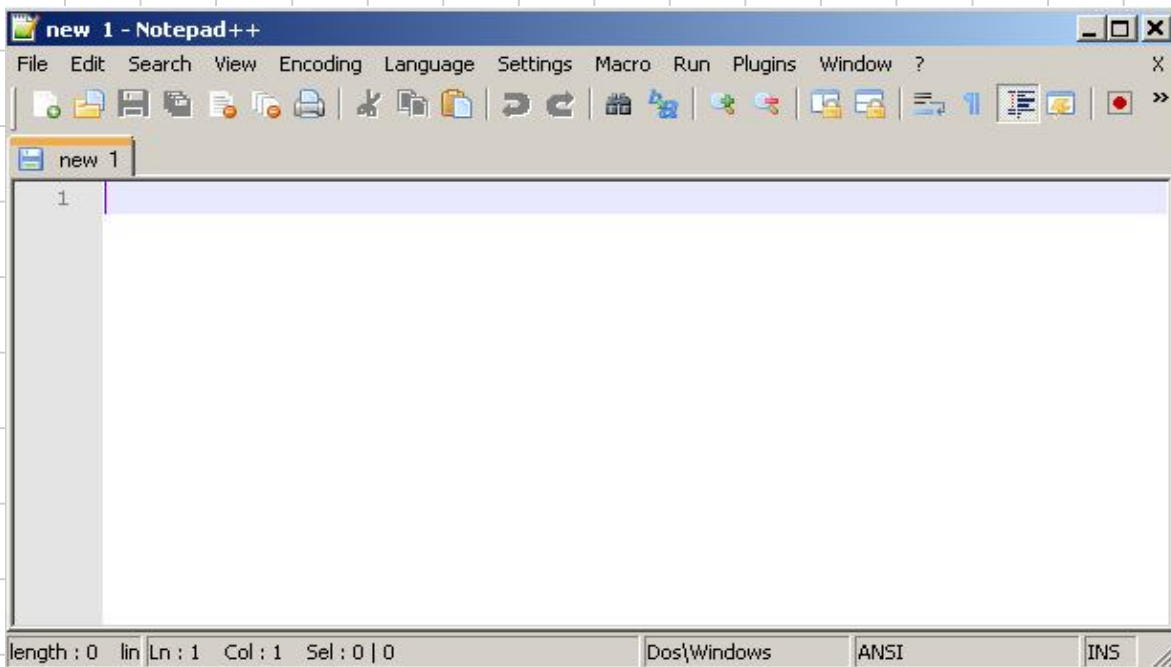 new 1 - Notepad++
File Edit Search View Encoding Language Settings Macro Run Plugins Window ? X
new 1
1
length : 0 lin Ln : 1 Col : 1 Sel : 0 | 0 Dos\Windows ANSI INS